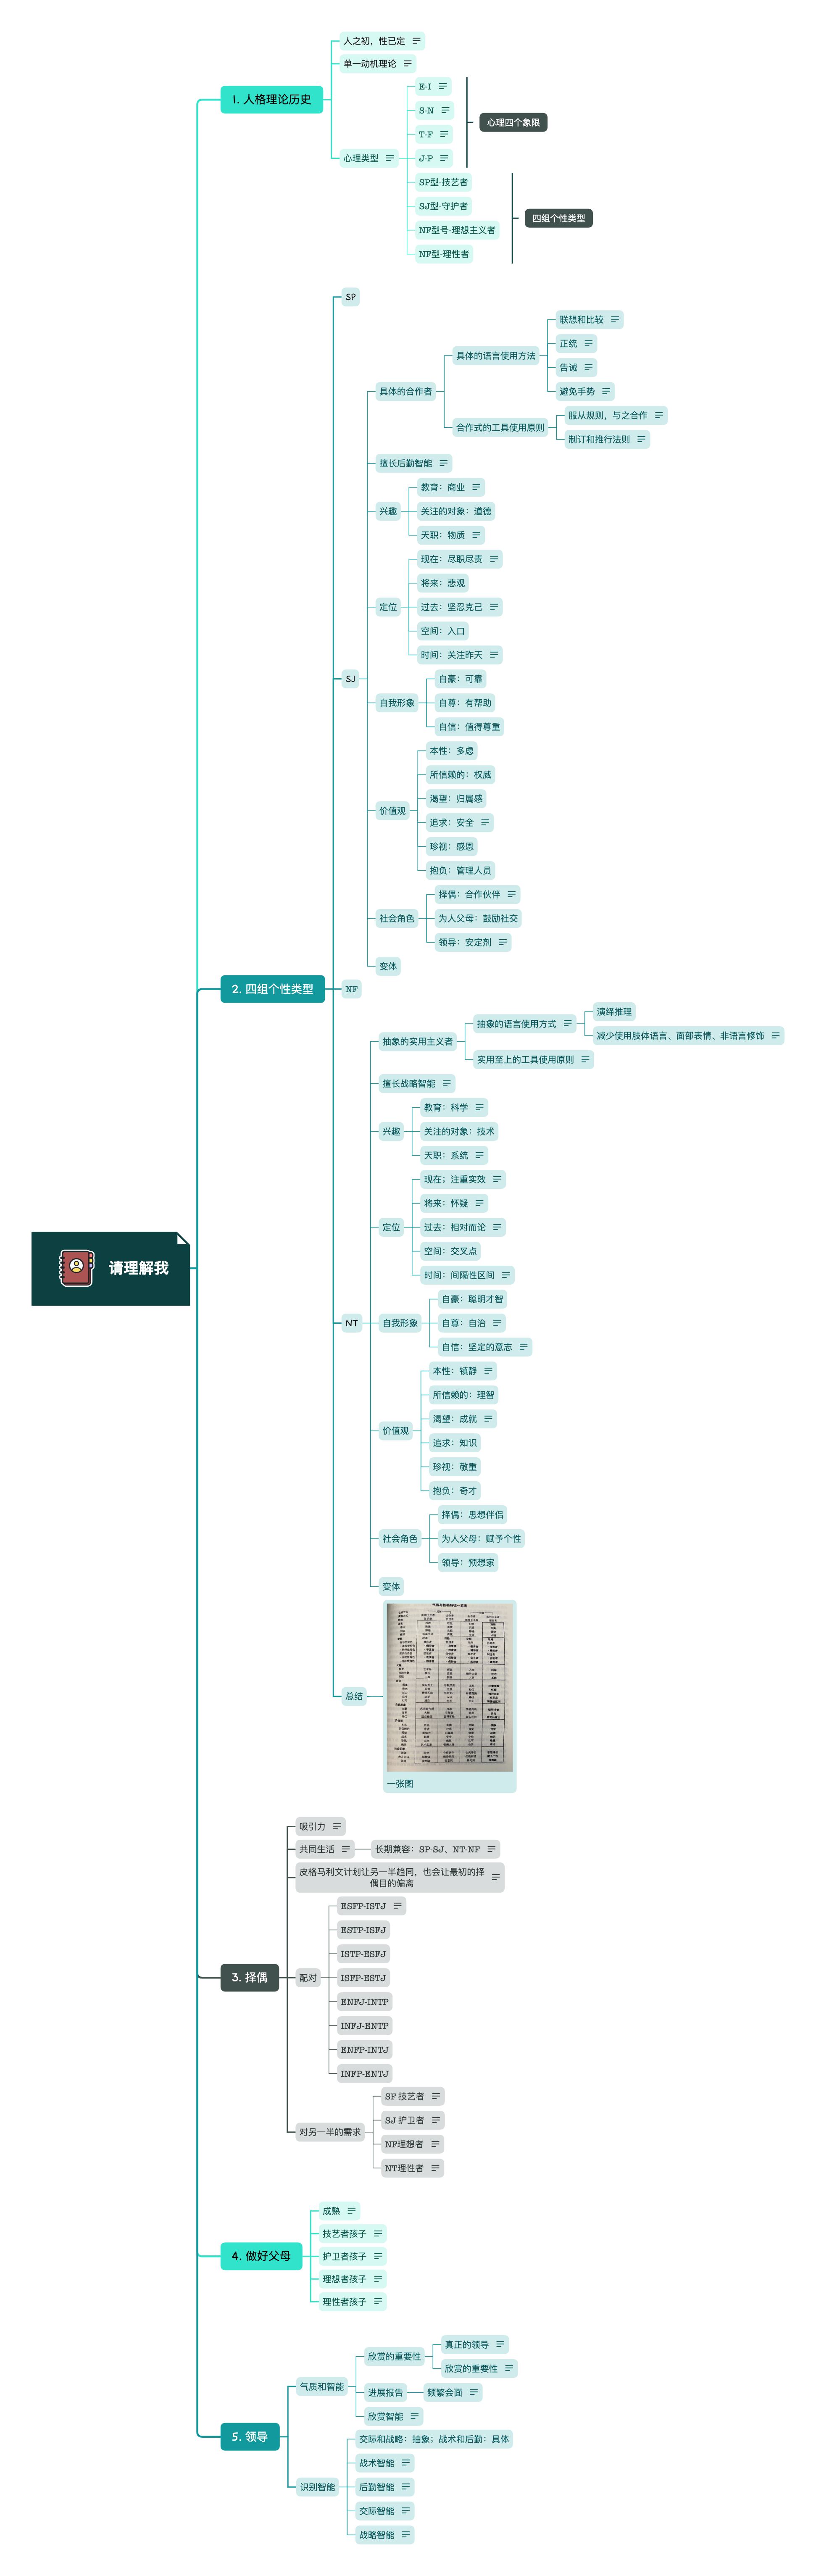 请理解我
1. 人格理论历史
人之初，性已定
单一动机理论
心理类型
E-I
S-N
T-F
J-P
心理四个象限
SP型-技艺者
SJ型-守护者
NF型号-理想主义者
NF型-理性者
四组个性类型
2. 四组个性类型
SP
SJ
具体的合作者
具体的语言使用方法
联想和比较
正统
告诫
避免手势
合作式的工具使用原则
服从规则，与之合作
制订和推行法则
擅长后勤智能
兴趣
教育：商业
关注的对象：道德
天职：物质
定位
现在：尽职尽责
将来：悲观
过去：坚忍克己
空间：入口
时间：关注昨天
自我形象
自豪：可靠
自尊：有帮助
自信：值得尊重
价值观
本性：多虑
所信赖的：权威
渴望：归属感
追求：安全
珍视：感恩
抱负：管理人员
社会角色
择偶：合作伙伴
为人父母：鼓励社交
领导：安定剂
变体
NF
NT
抽象的实用主义者
抽象的语言使用方式
演绎推理
减少使用肢体语言、面部表情、非语言修饰
实用至上的工具使用原则
擅长战略智能
兴趣
教育：科学
关注的对象：技术
天职：系统
定位
现在；注重实效
将来：怀疑
过去：相对而论
空间：交叉点
时间：间隔性区间
自我形象
自豪：聪明才智
自尊：自治
自信：坚定的意志
价值观
本性：镇静
所信赖的：理智
渴望：成就
追求：知识
珍视：敬重
抱负：奇才
社会角色
择偶：思想伴侣
为人父母：赋予个性
领导：预想家
变体
总结
一张图
3. 择偶
吸引力
共同生活
长期兼容：SP-SJ、NT-NF
皮格马利文计划让另一半趋同，也会让最初的择
偶目的偏离
配对
ESFP-ISTJ
ESTP-ISFJ
ISTP-ESFJ
ISFP-ESTJ
ENFJ-INTP
INFJ-ENTP
ENFP-INTJ
INFP-ENTJ
对另一半的需求
SF 技艺者
SJ 护卫者
NF理想者
NT理性者
4. 做好父母
成熟
技艺者孩子
护卫者孩子
理想者孩子
理性者孩子
5. 领导
气质和智能
欣赏的重要性
真正的领导
欣赏的重要性
进展报告
频繁会面
欣赏智能
识别智能
交际和战略：抽象；战术和后勤：具体
战术智能
后勤智能
交际智能
战略智能